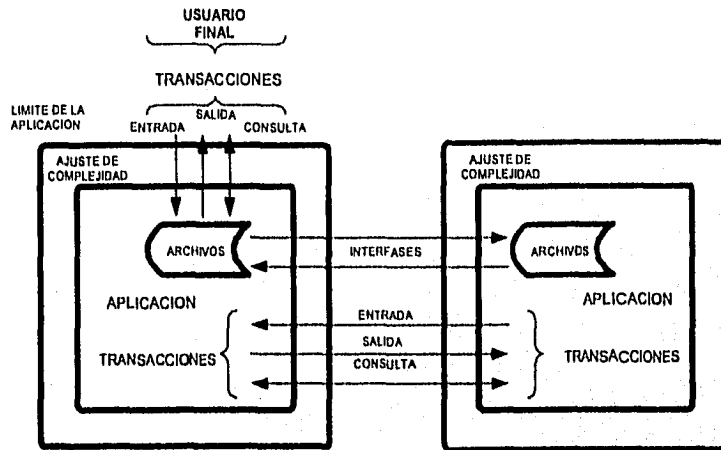 USUARIO
FINAL
TRANSACCIONES
LIMITE DE LA
APLICACIÓN
SALIDA
ENTRADA
CONSULTA
AJUSTE DE
COMPLEJIDAD
AJUSTE DE
COMPLEJIDAD
ARCHIVOS
INTERFASES
ARCHIVOS
APLICACION
APLICACION
ENTRADA
SALIDA
TRANSACCIONES
CONSULTA
TRANSACCIONES